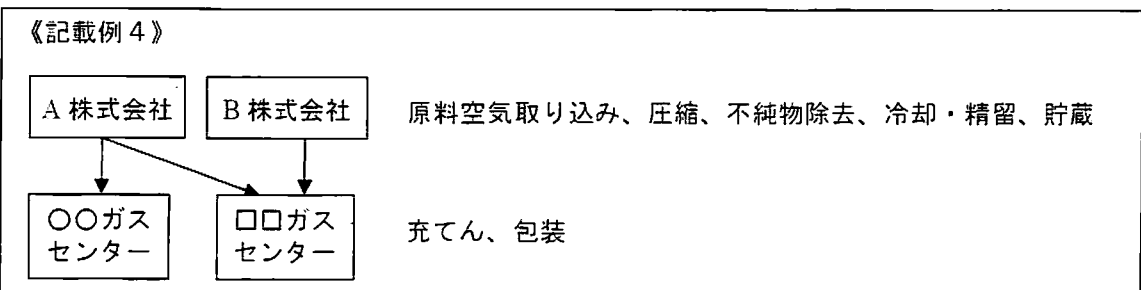 《記載例４》
A 株式会社
B 株式会社
原料空気取り込み、圧縮、不純物除去、冷却・精留、貯蔵
○○ガス
センター
□□ガス
センター
充てん、包装